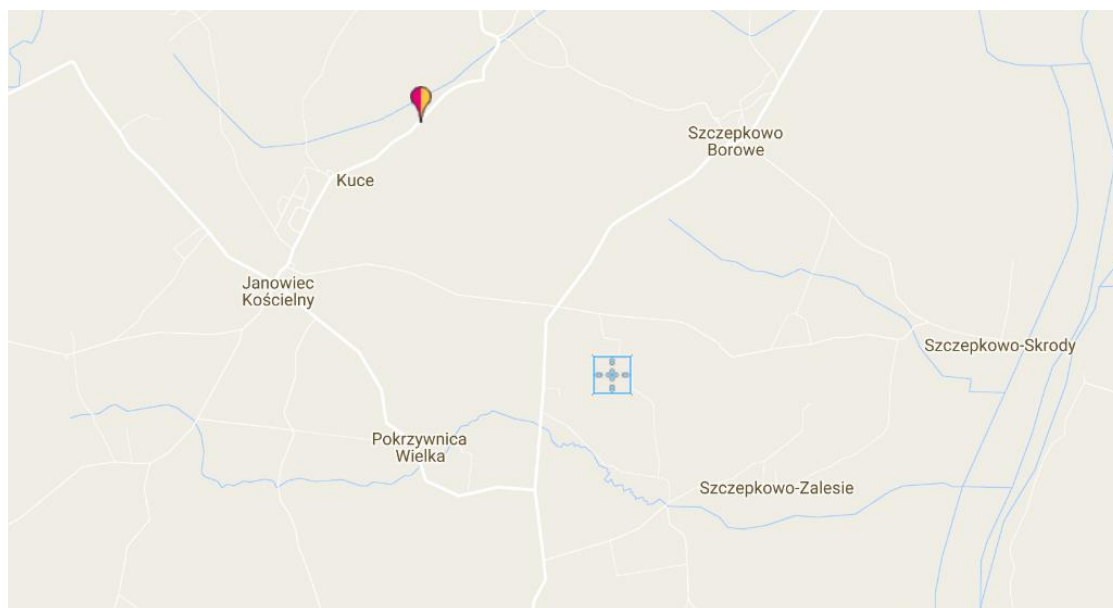 Szczepkowo
Borowe
Kuce
Janowiec
Kościelny
Szczepkowo-Skrody
Pokrzywnica
Wielka
Szczepkowo-Zalesie